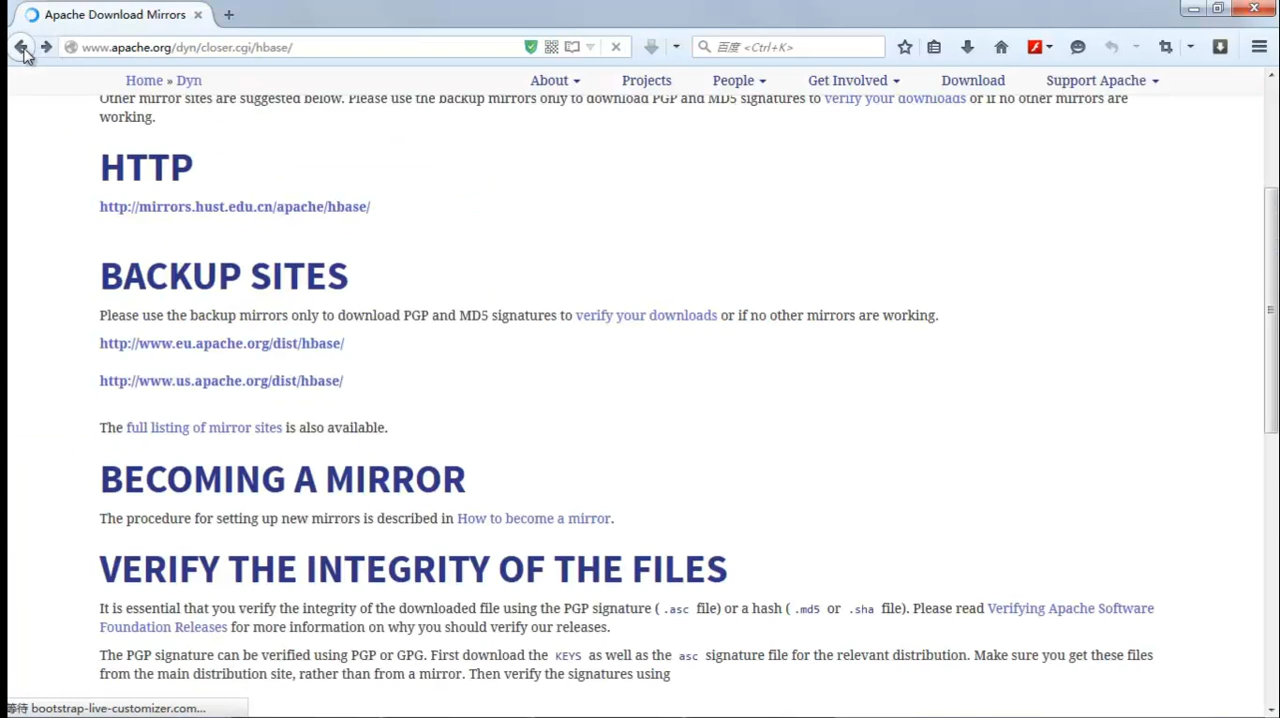 Apache Download Mirrors
www.apache.org/dyn/closer.cgi/hbase/
百度 <Ctrl+K>
Home » Dyn
About
Projects
People
Get Involved
Download
Support Apache
Other mirror sites are suggested below. Please use the backup mirrors only to download PGP and MD5 signatures to verify your downloads or if no other mirrors are
working.
HTTP
http://mirrors.hust.edu.cn/apache/hbase/
BACKUP SITES
Please use the backup mirrors only to download PGP and MD5 signatures to verify your downloads or if no other mirrors are working.
http://www.eu.apache.org/dist/hbase/
http://www.us.apache.org/dist/hbase/
The full listing of mirror sites is also available.
BECOMING A MIRROR
The procedure for setting up new mirrors is described in How to become a mirror.
VERIFY THE INTEGRITY OF THE FILES
It is essential that you verify the integrity of the downloaded file using the PGP signature ( .asc file) or a hash ( .md5 or .sha file). Please read Verifying Apache Software
Foundation Releases for more information on why you should verify our releases.
The PGP signature can be verified using PGP or GPG. First download the KEYS as well as the asc signature file for the relevant distribution. Make sure you get these files
from the main distribution site, rather than from a mirror. Then verify the signatures using
等待 bootstrap-live-customizer.com...